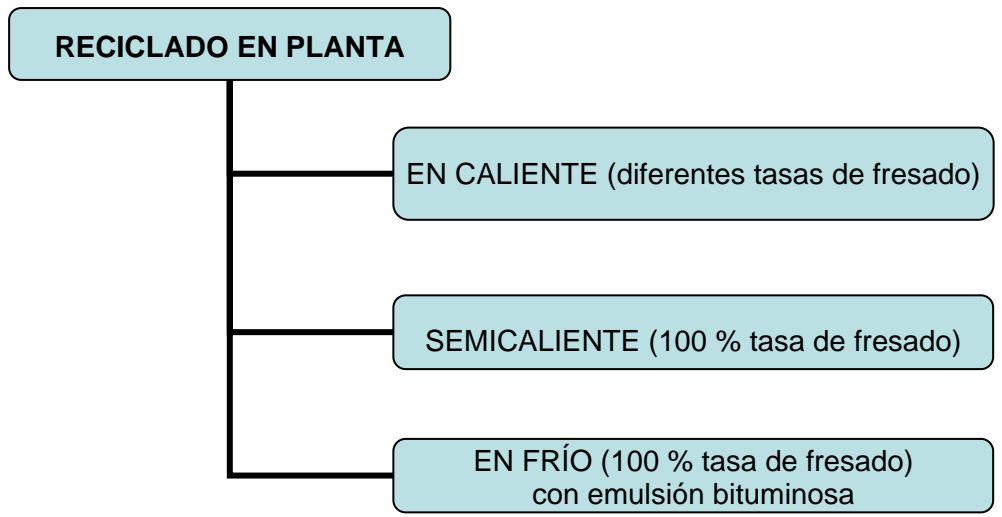 RECICLADO EN PLANTA
EN CALIENTE (diferentes tasas de fresado)
SEMICALIENTE (100 % tasa de fresado)
EN FRÍO (100 % tasa de fresado)
con emulsión bituminosa